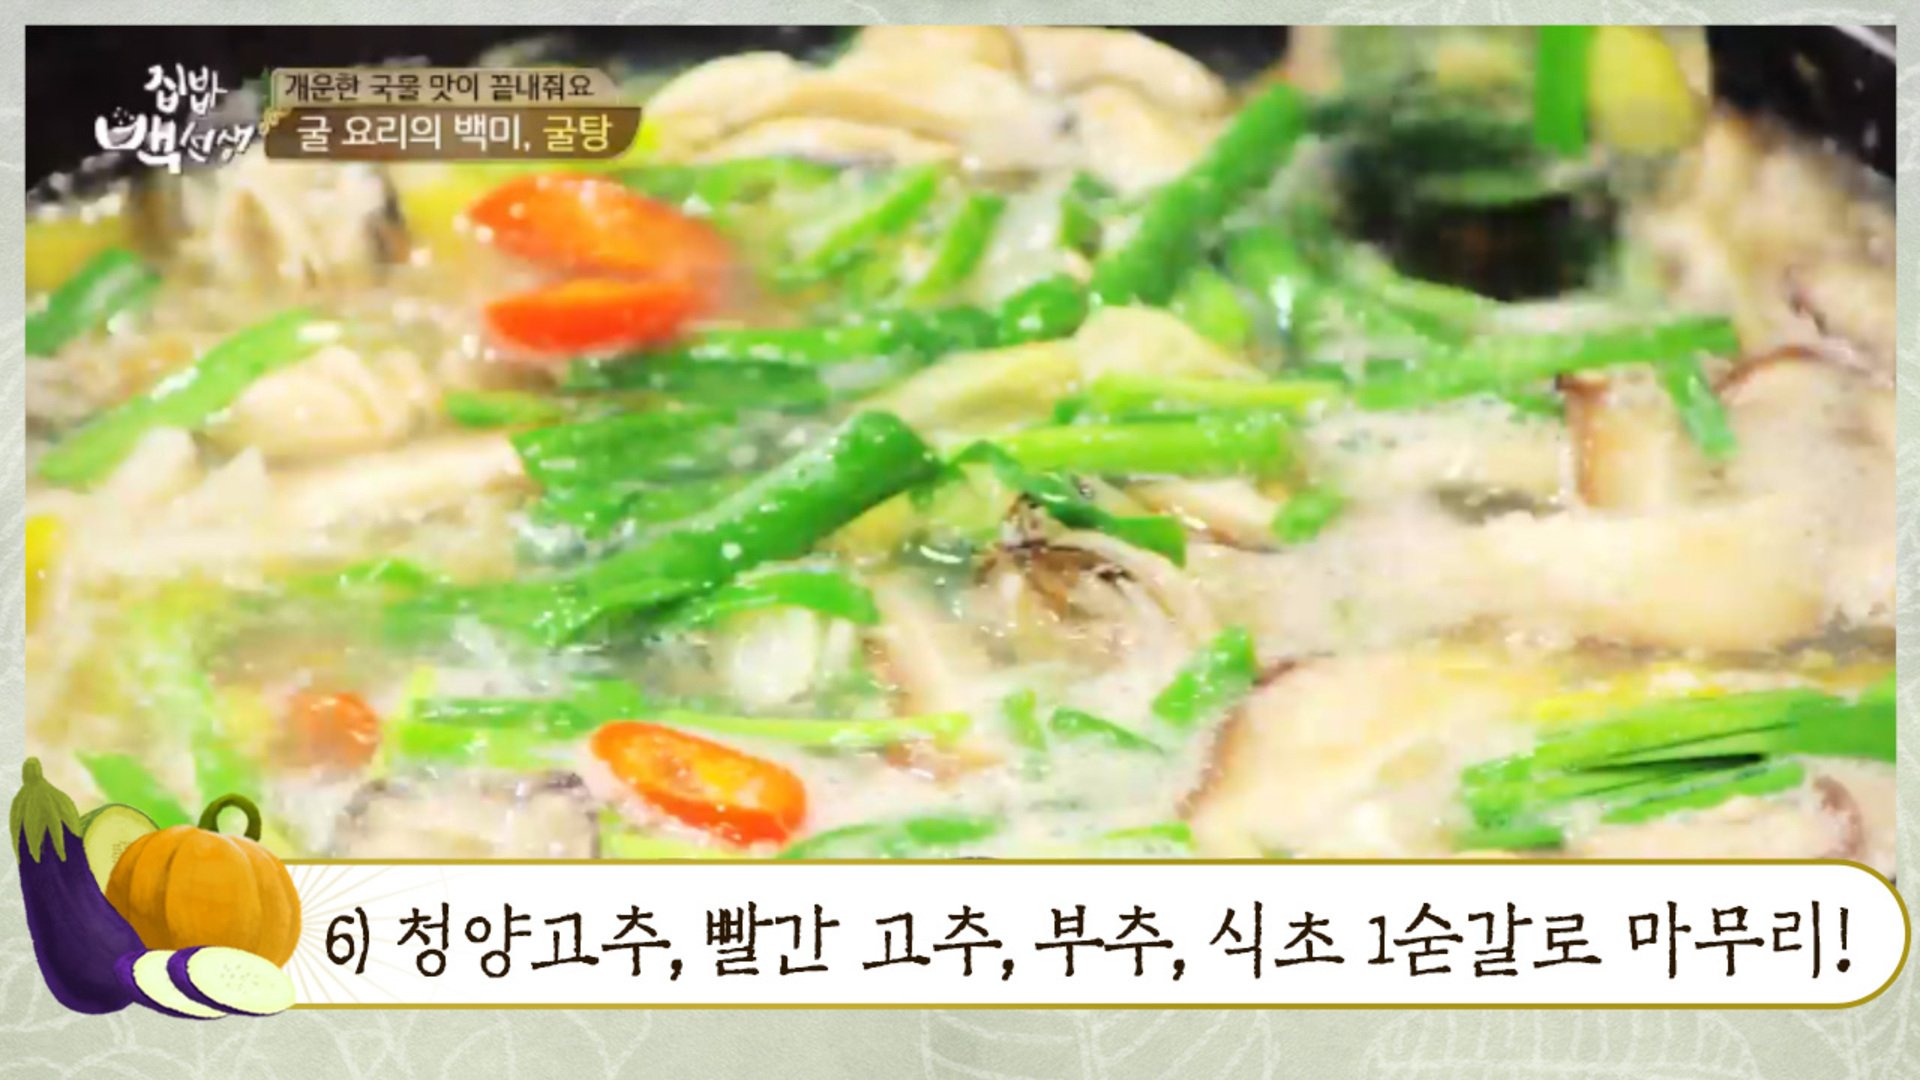 집밥
백선생
개운한 국물 맛이 끝내줘요
굴 요리의 백미, 굴탕
6) 청양고추, 빨간 고추, 부추, 식초 1숟갈로 마무리!